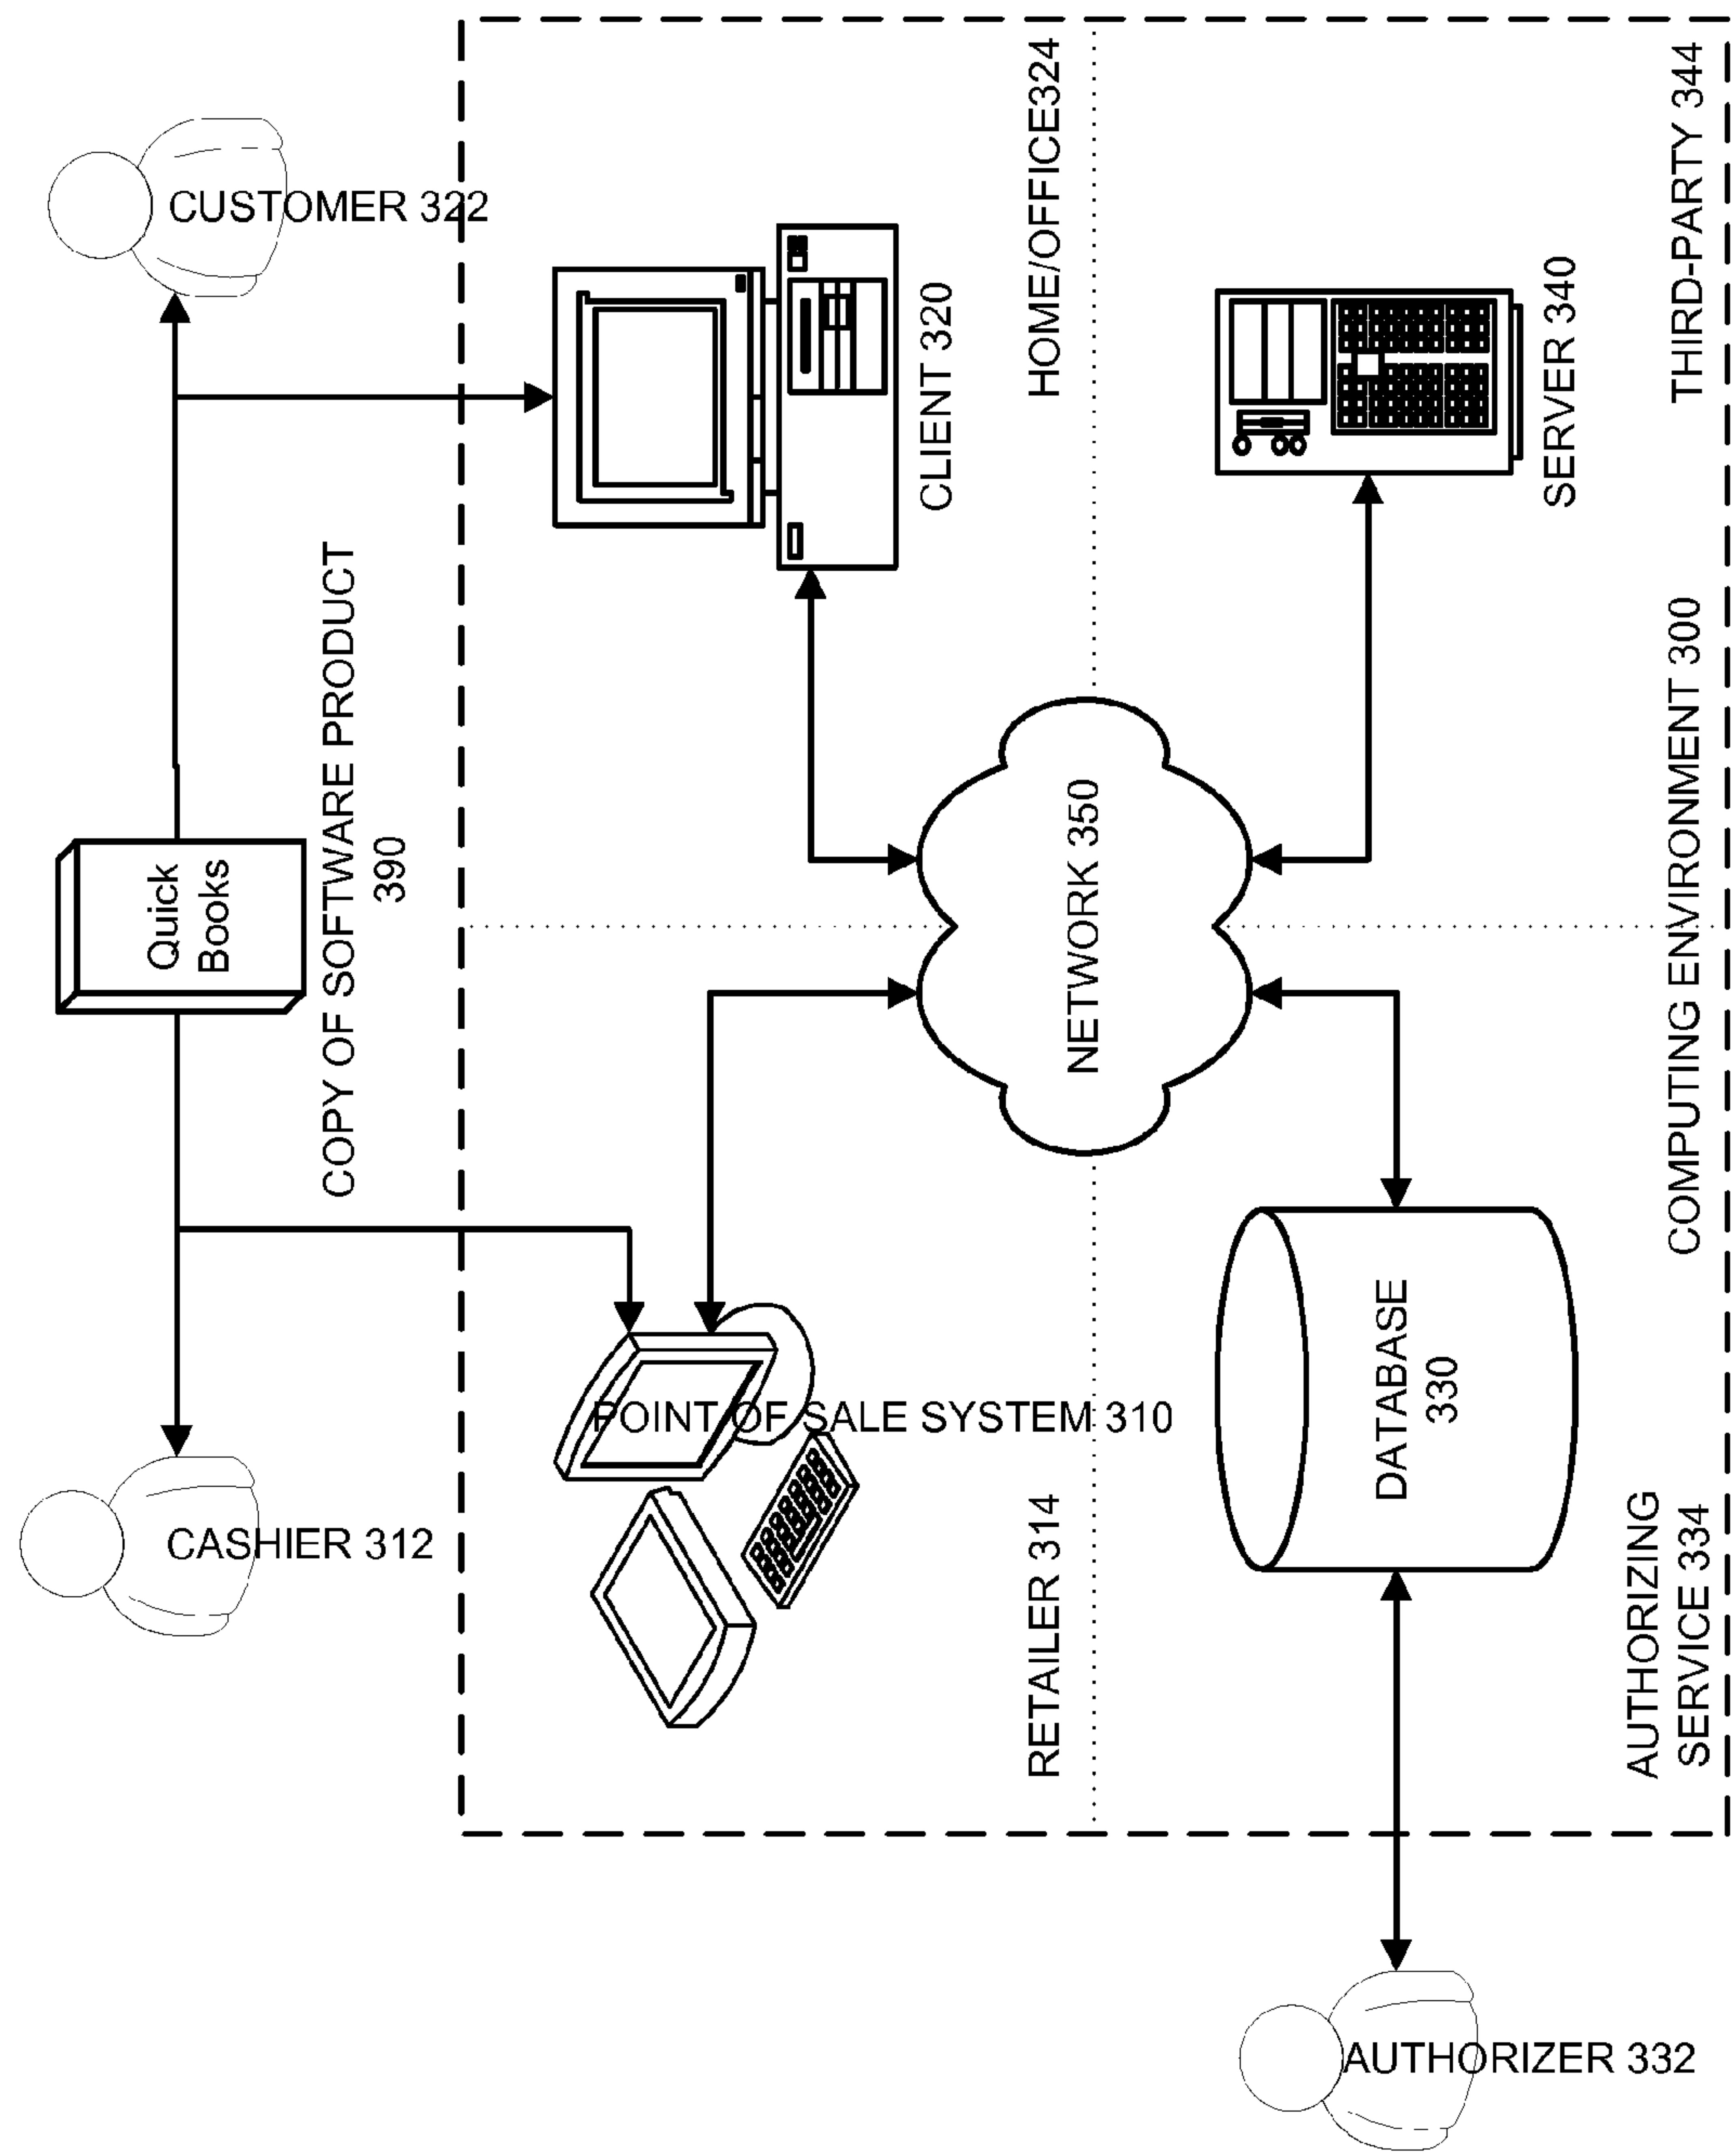 CUSTOMER 322
Quick
Books
CASHIER 312
COPY OF SOFTWARE PRODUCT
390
CLIENT 320
HOME/OFFICE324
POINT OF SALE SYSTEM 310
RETAILER 314
NETWORK 350
SERVER 340
THIRD-PARTY 344
DATABASE
330
COMPUTING ENVIRONMENT 300
AUTHORIZING
SERVICE 334
AUTHORIZER 332